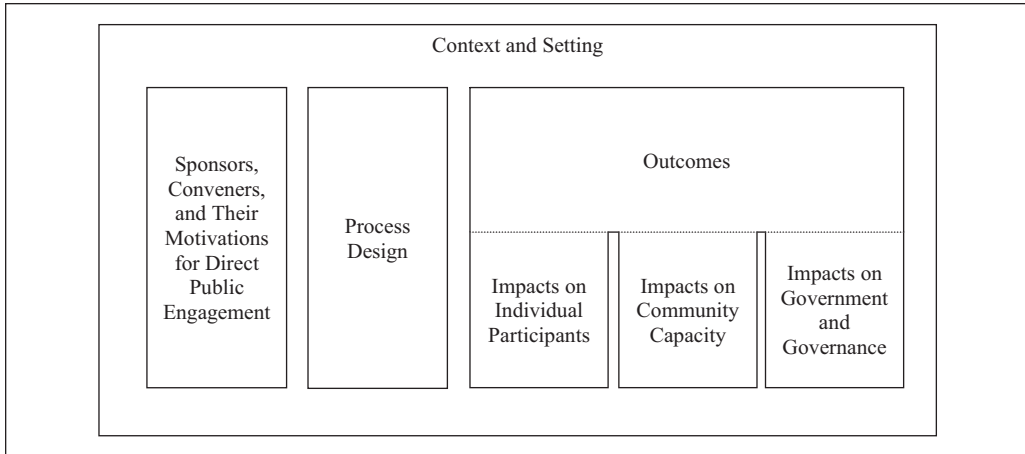 Context and Setting
Sponsors,
Conveners,
and Their
Motivations
for Direct
Public
Engagement
Process
Design
Outcomes
Impacts on
Individual
Participants
Impacts on
Community
Capacity
Impacts on
Government
and
Governance